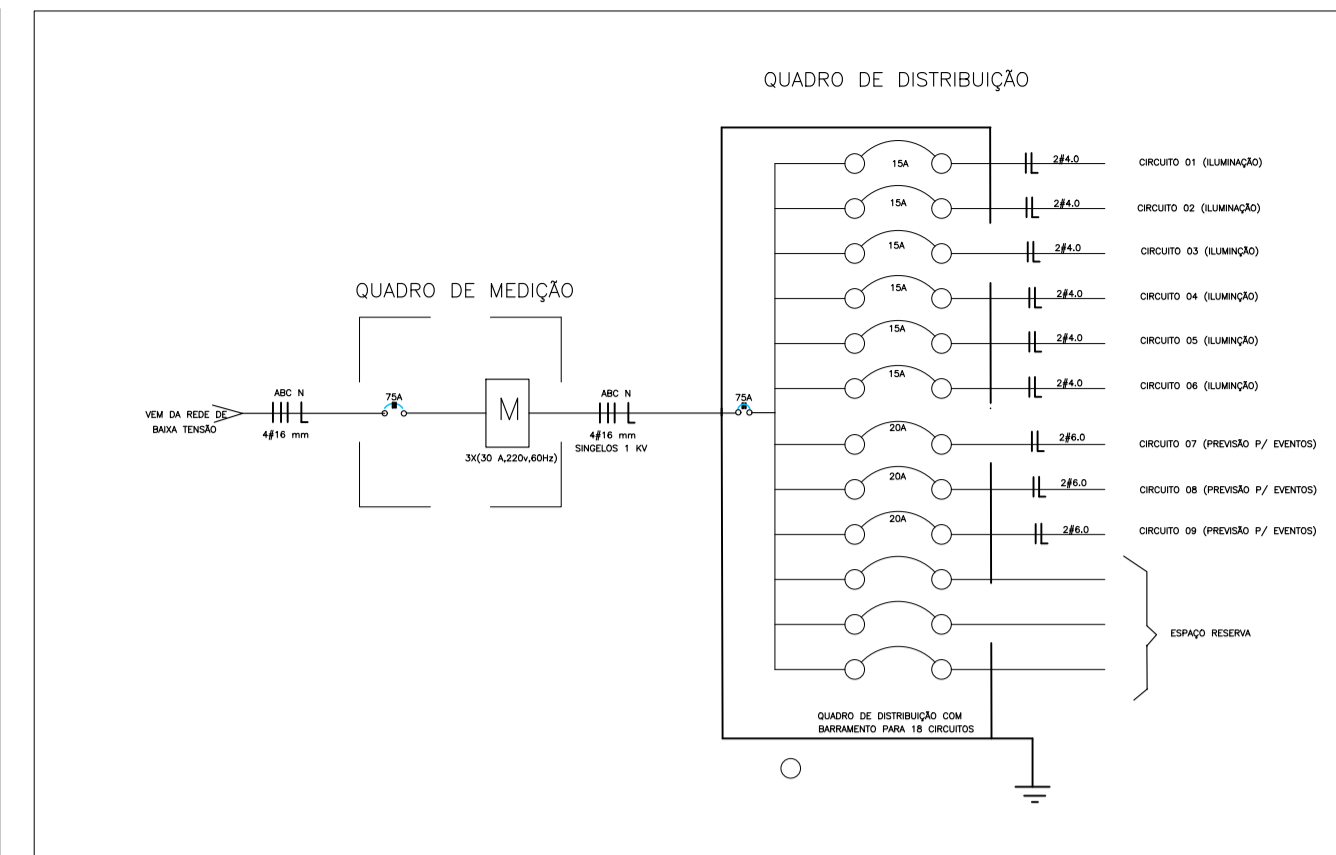 QUADRO DE DISTRIBUIÇÃO
15A
2#4.0
CIRCUITO 01 (ILUMINAÇÃO)
15A
2#4.0
CIRCUITO 02 (ILUMINAÇÃO)
15A
2#4.0
CIRCUITO 03 (ILUMINÇÃO)
QUADRO DE MEDIÇÃO
15A
2#4.0
CIRCUITO 04 (ILUMINÇÃO)
15A
2#4.0
CIRCUITO 05 (ILUMINÇÃO)
15A
2#4.0
CIRCUITO 06 (ILUMINÇÃO)
VEM DA REDE DE
BAIXA TENSÃO
ABC N
4#16 mm
75A
M
3X(30 A,220v,60Hz)
ABC N
4#16 mm
SINGELOS 1 KV
75A
20A
2#6.0
CIRCUITO 07 (PREVISÃO P/ EVENTOS)
20A
2#6.0
CIRCUITO 08 (PREVISÃO P/ EVENTOS)
20A
2#6.0
CIRCUITO 09 (PREVISÃO P/ EVENTOS)
ESPAÇO RESERVA
QUADRO DE DISTRIBUIÇÃO COM
BARRAMENTO PARA 18 CIRCUITOS